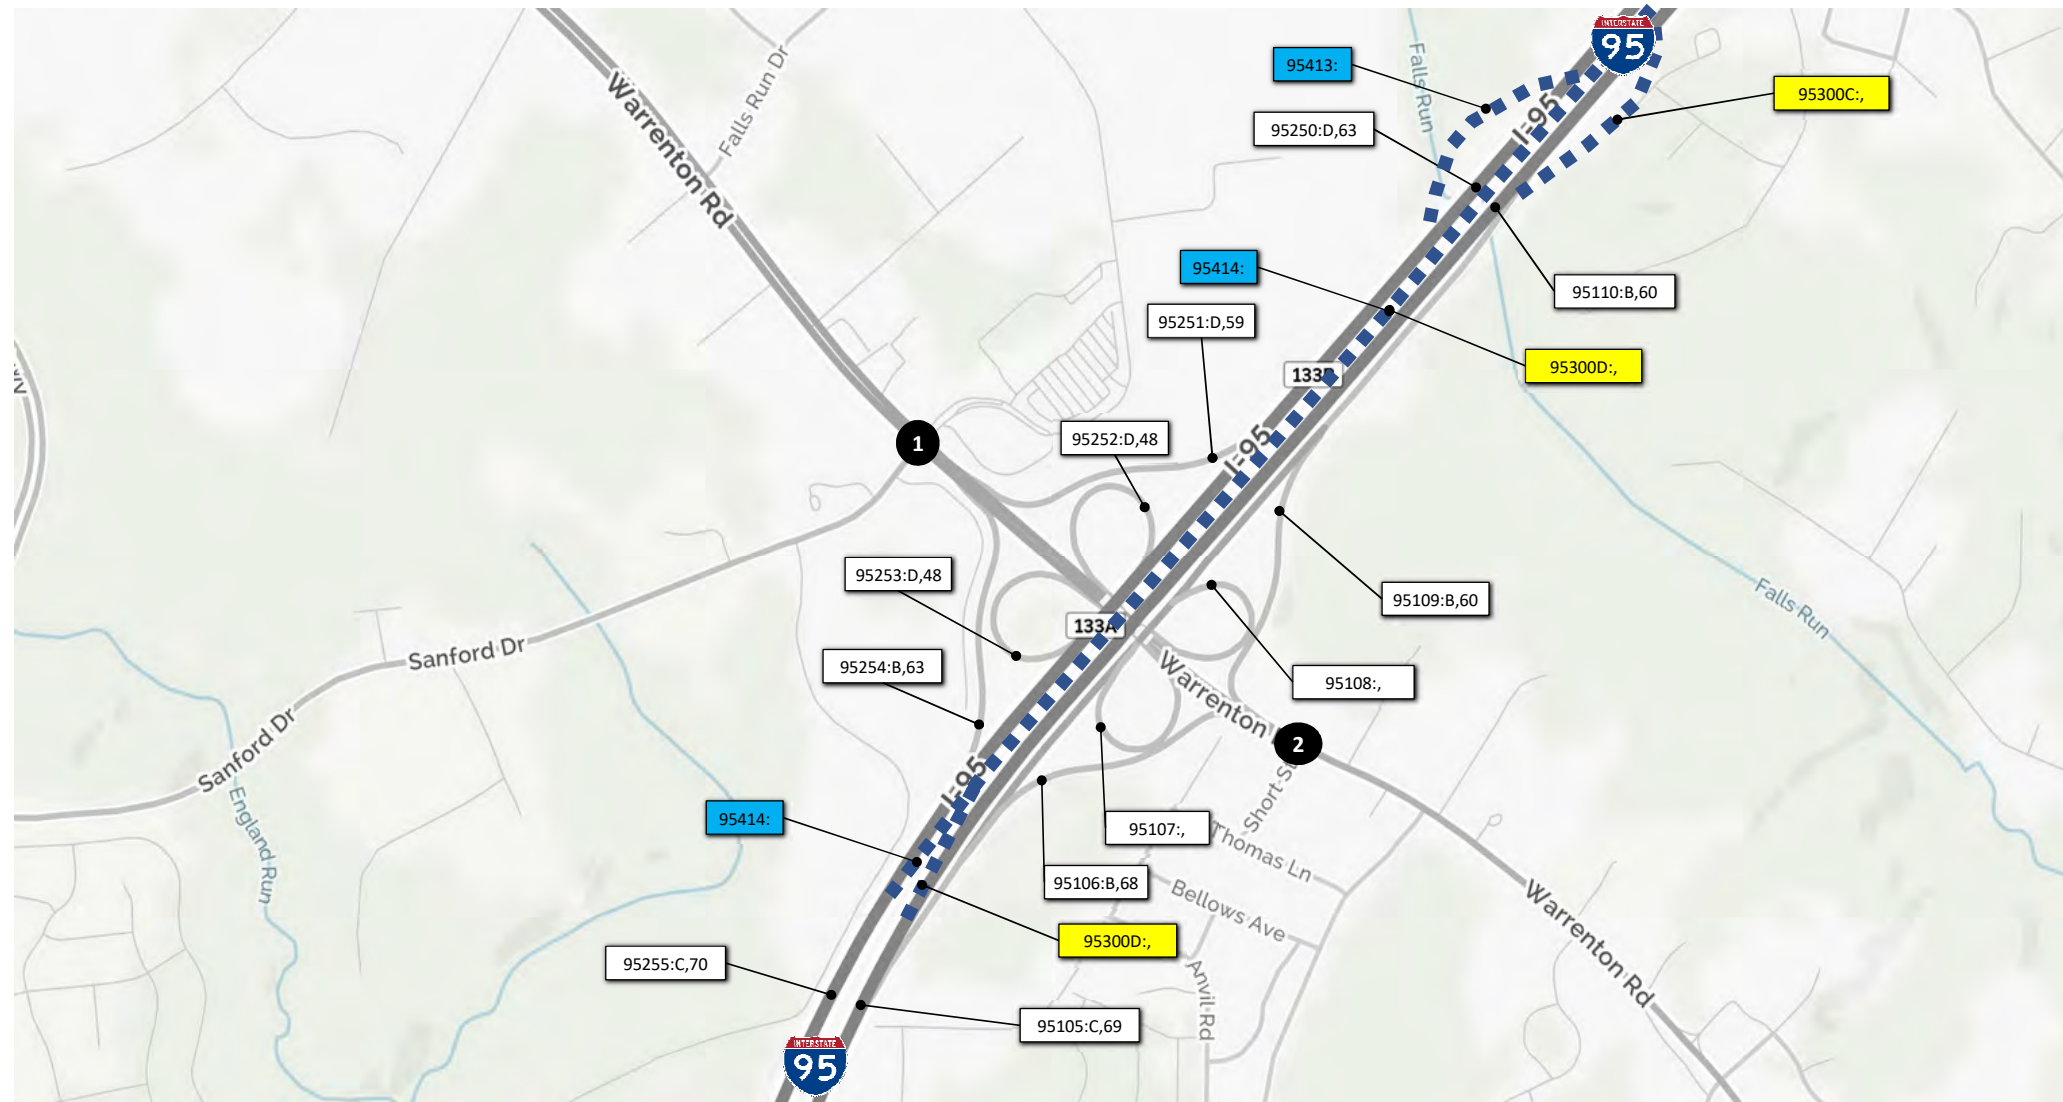 INTERSTATE
95
95413:
95300C:,
Falls Run Dr
Falls Run
Warrenton Rd
I-95
95250:D,63
95414:
95110:B,60
95251:D,59
95300D:,
133B
1
95252:D,48
I-95
95253:D,48
95109:B,60
Falls Run
133A
Sanford Dr
95254:B,63
95108:,
Warrenton
2
Sanford Dr
I-95
Short St
England Run
95414:
95107:,
Thomas Ln
95106:B,68
Bellows Ave
Warrenton Rd
95300D:,
95255:C,70
Anvil Rd
95105:C,69
INTERSTATE
95